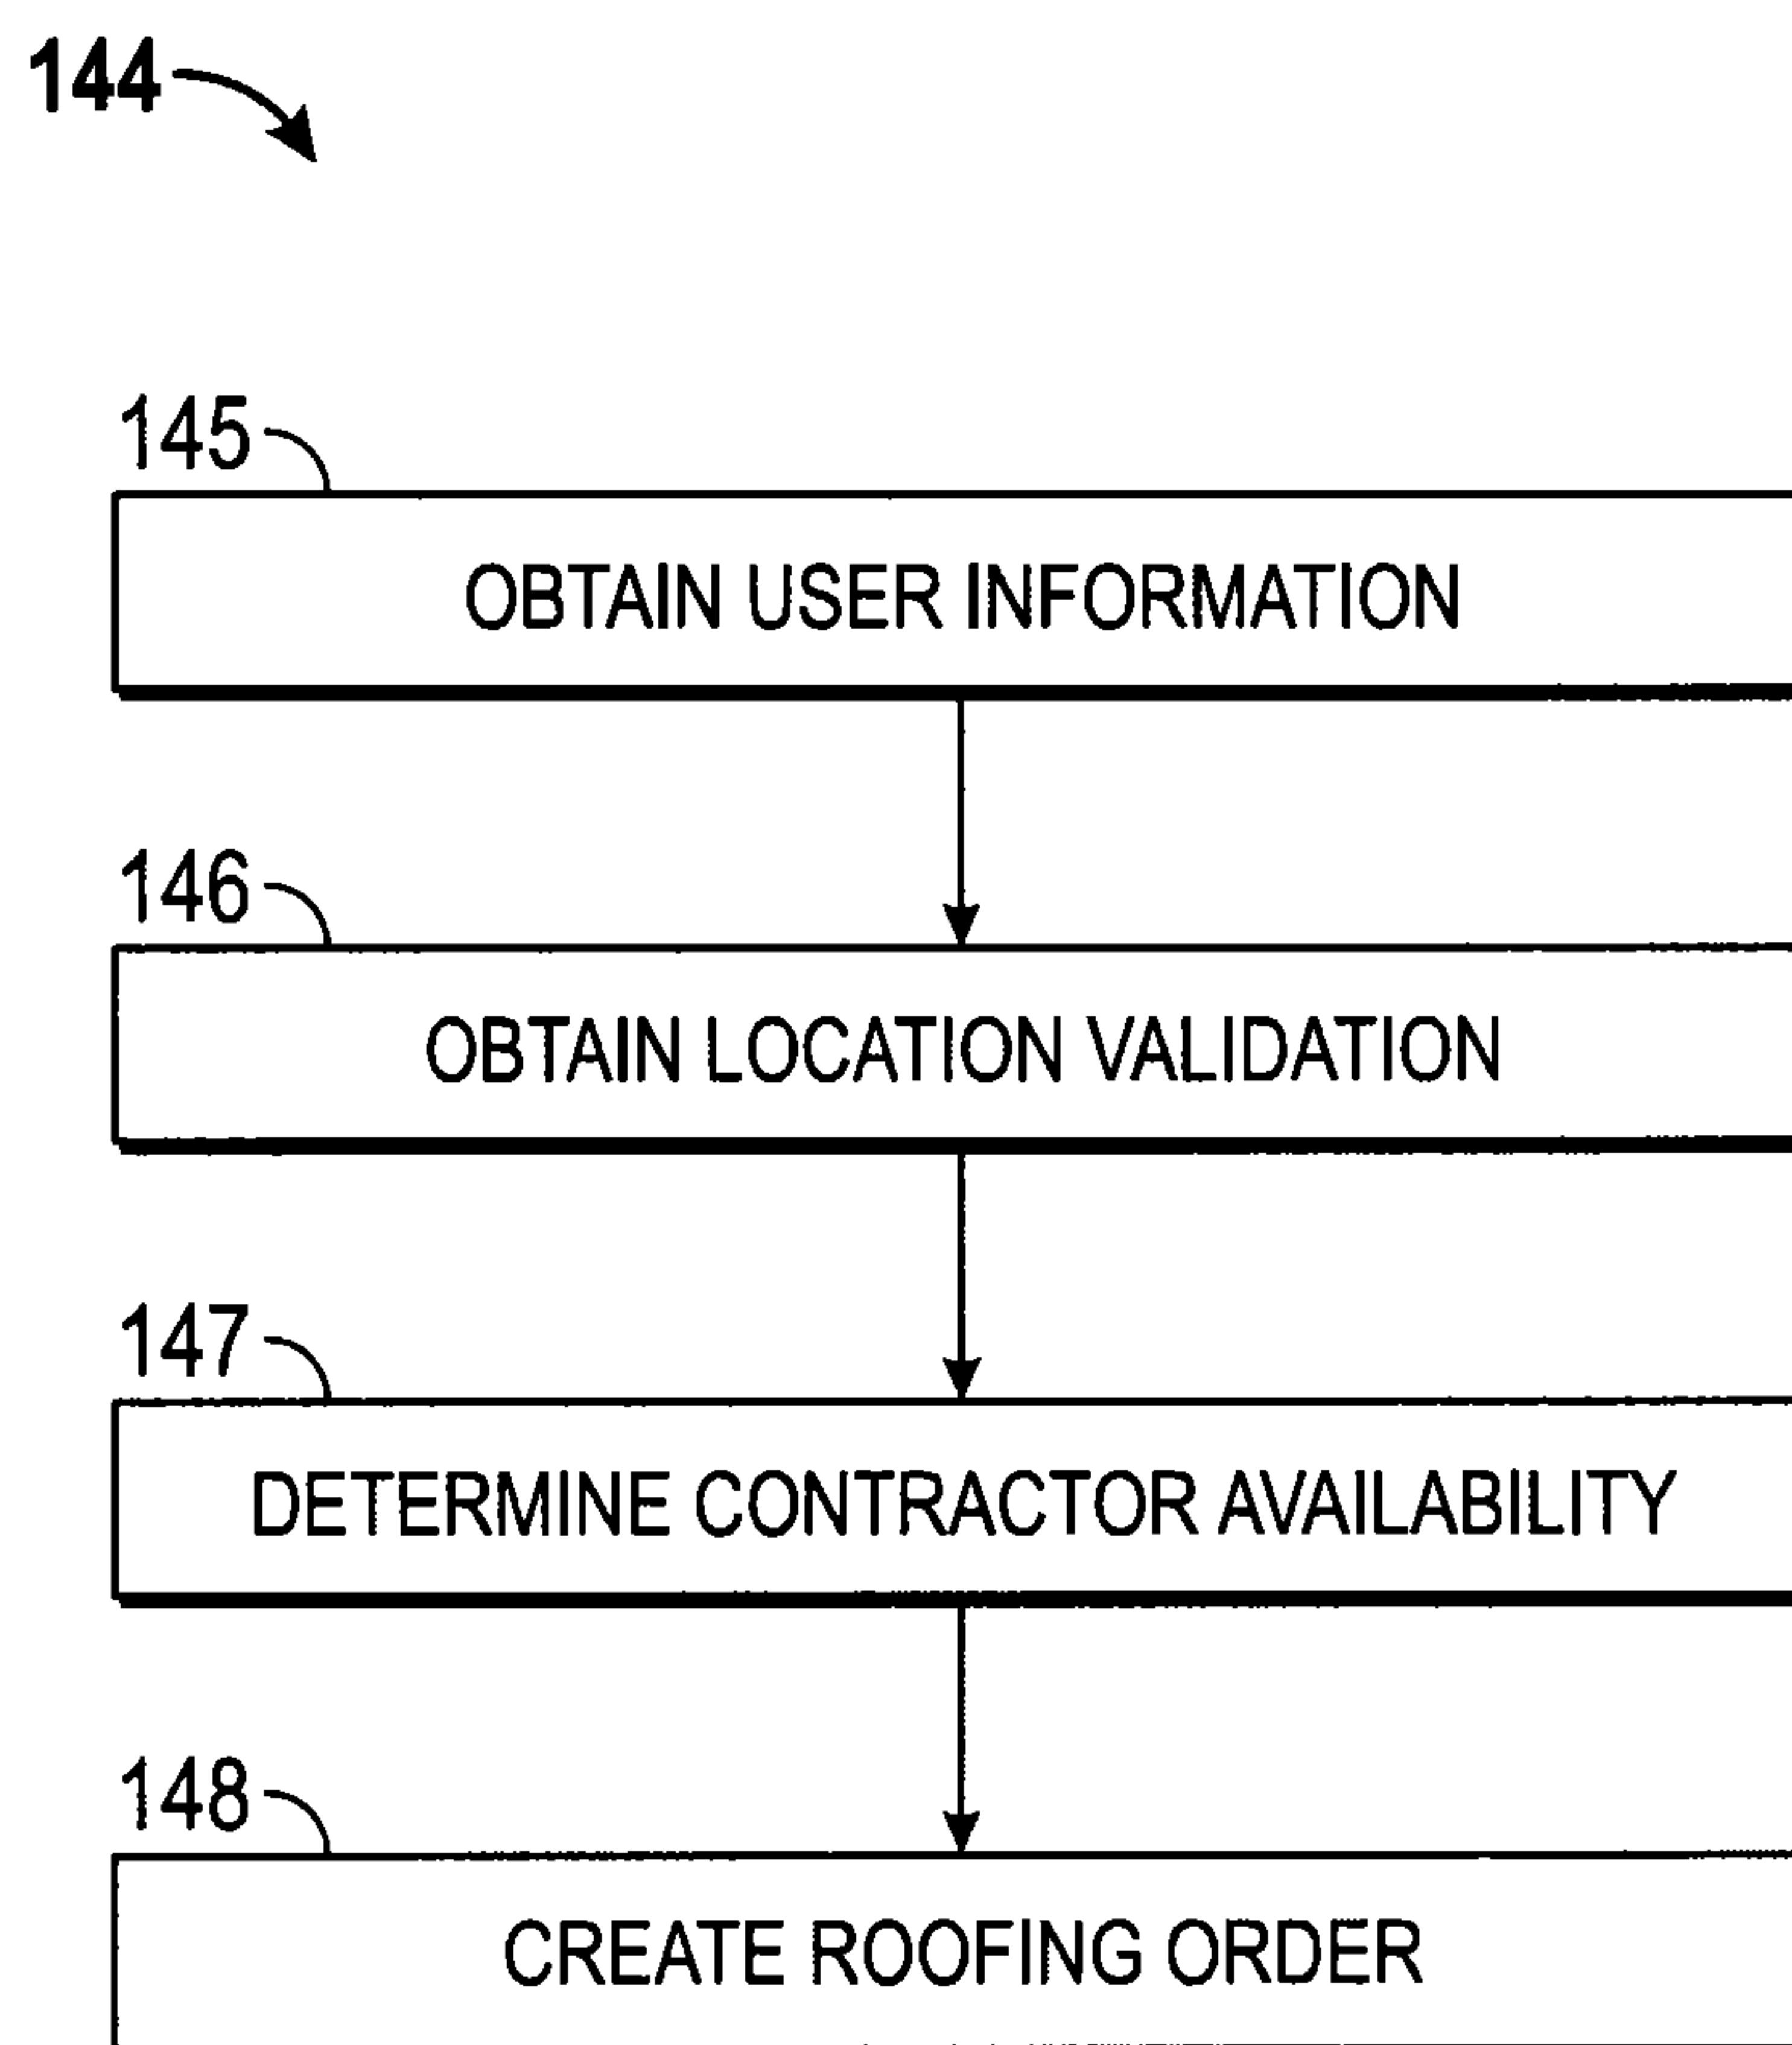 144
145
OBTAIN USER INFORMATION
146
OBTAIN LOCATION VALIDATION
147
DETERMINE CONTRACTOR AVAILABILITY
148
CREATE ROOFING ORDER